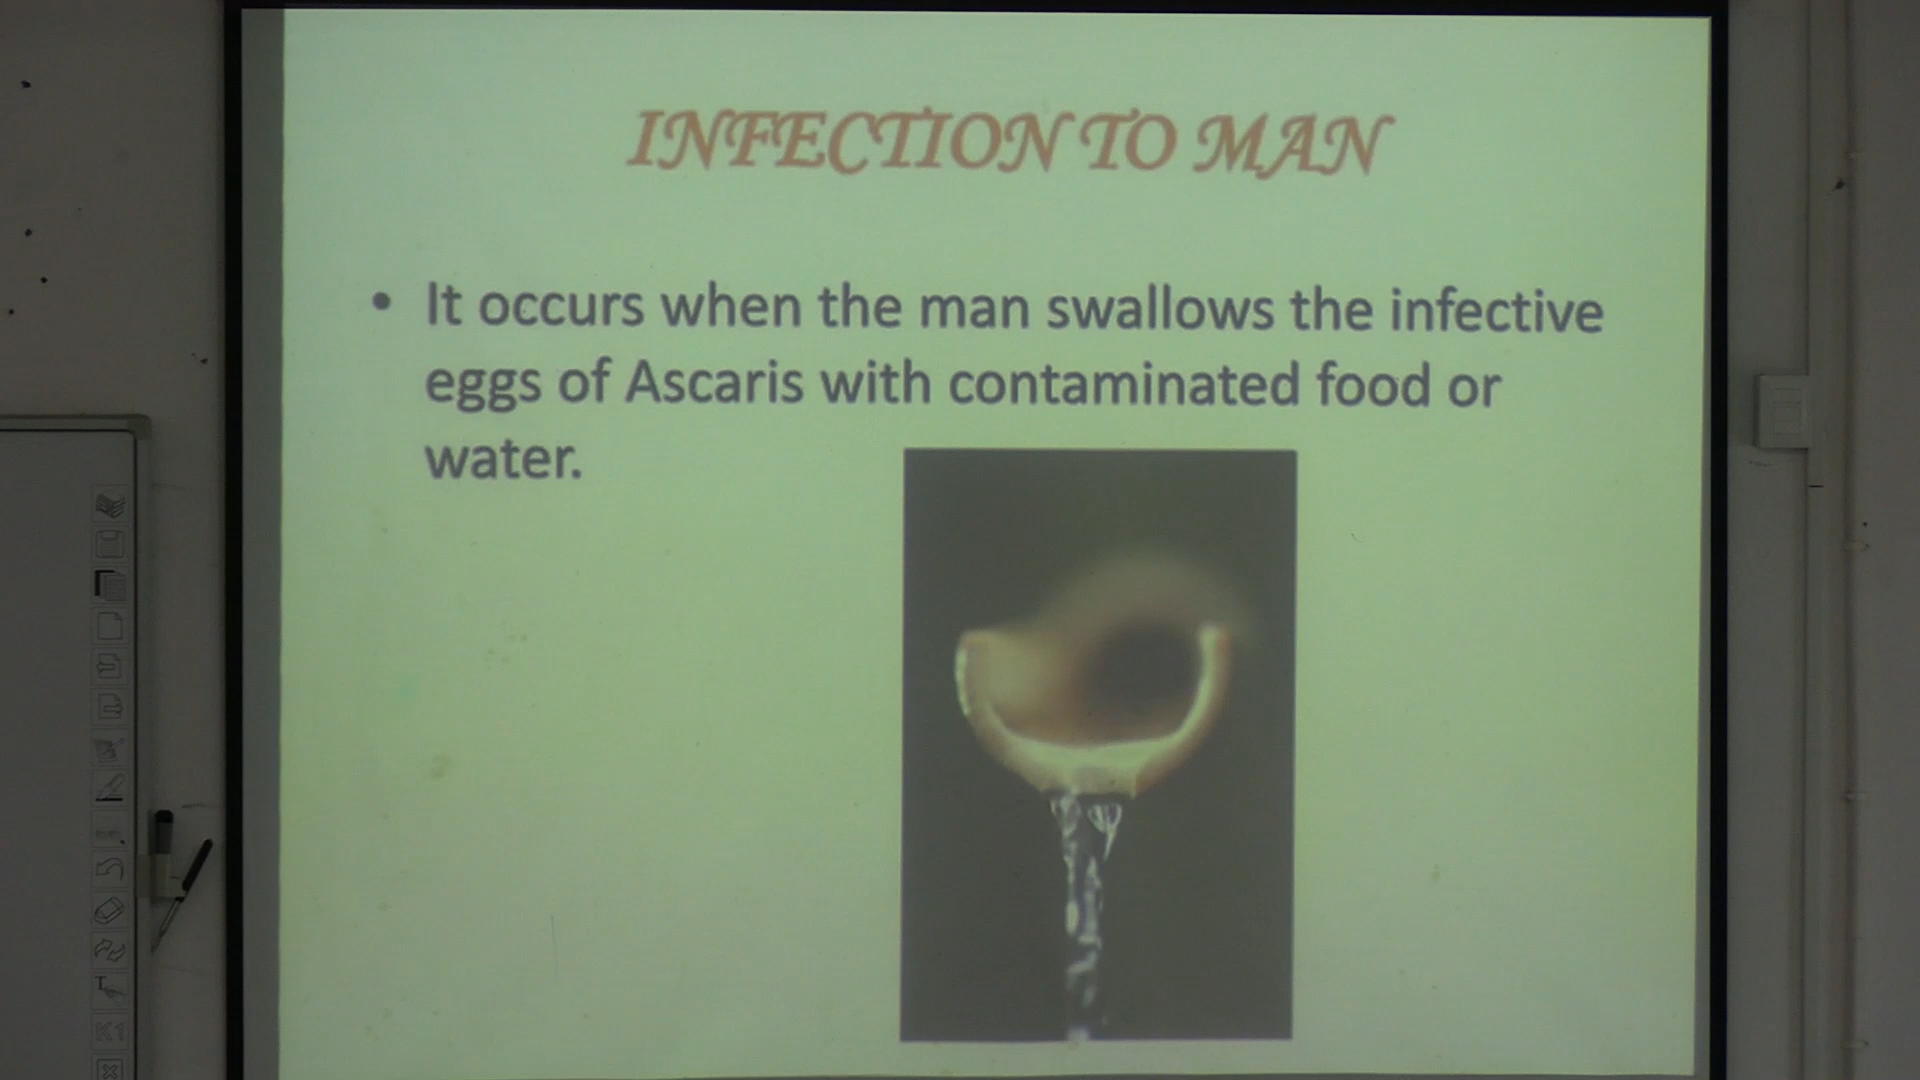 INFECTION TO MAN
• It occurs when the man swallows the infective
eggs of Ascaris with contaminated food or
water.
T
K1